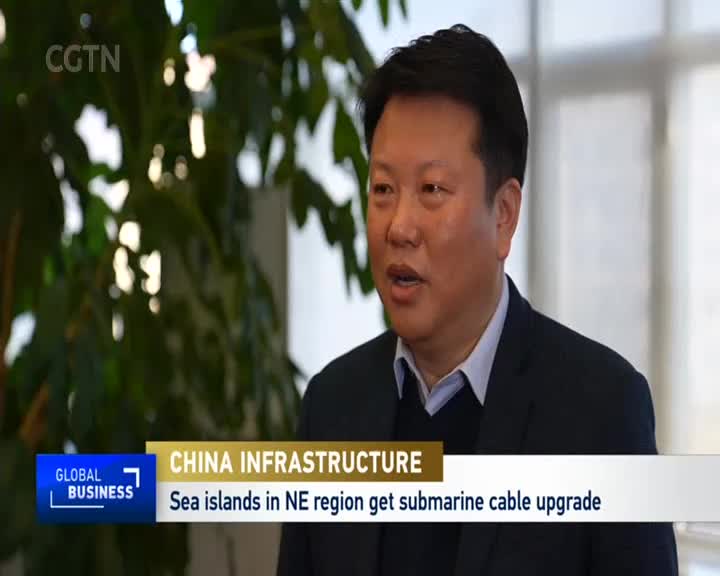 CGTN
CHINA INFRASTRUCTURE
GLOBAL
BUSINESS
Sea islands in NE region get submarine cable upgrade